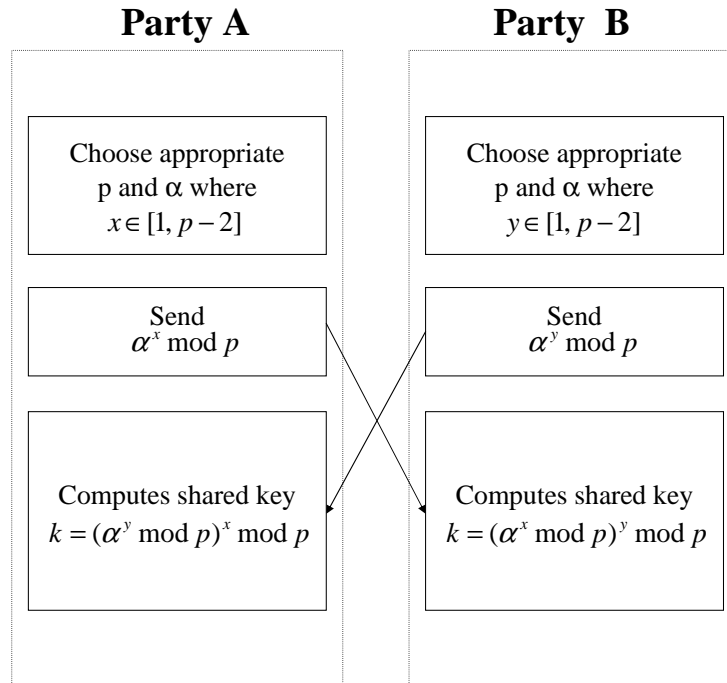 Party A
Choose appropriate
p and α where
x ∈ [1, p − 2]
Send
α^x mod p
Computes shared key
k = (α^y mod p)^x mod p
Party B
Choose appropriate
p and α where
y ∈ [1, p − 2]
Send
α^y mod p
Computes shared key
k = (α^x mod p)^y mod p